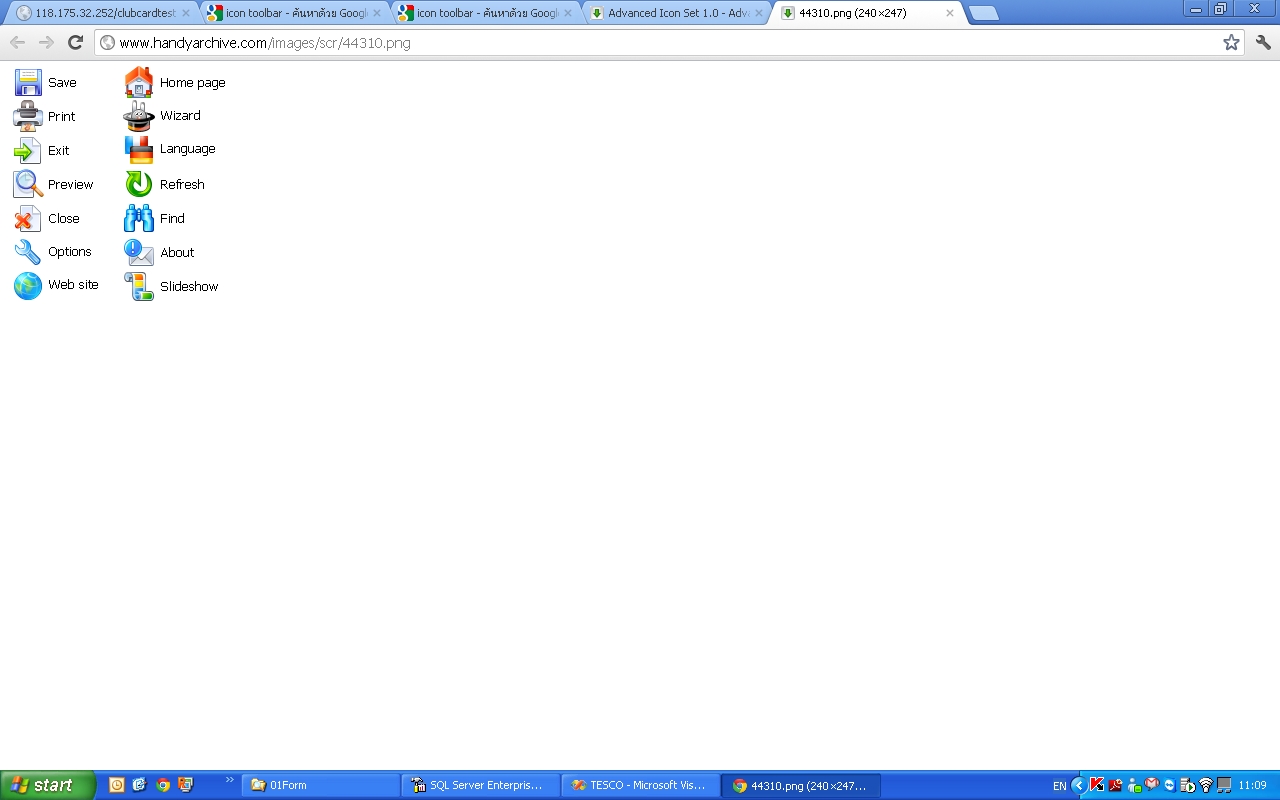 118.175.32.252/clubcardtest
icon toolbar - ค้นหาด้วย Googl
icon toolbar - ค้นหาด้วย Googl
Advanced Icon Set 1.0 - Adva
44310.png (240×247)
www.handyarchive.com/images/scr/44310.png
Save
Home page
Print
Wizard
Exit
Language
Preview
Refresh
Close
Find
Options
About
Web site
Slideshow
start
01Form
SQL Server Enterpris...
TESCO - Microsoft Vis...
44310.png (240×247...
EN
11:09